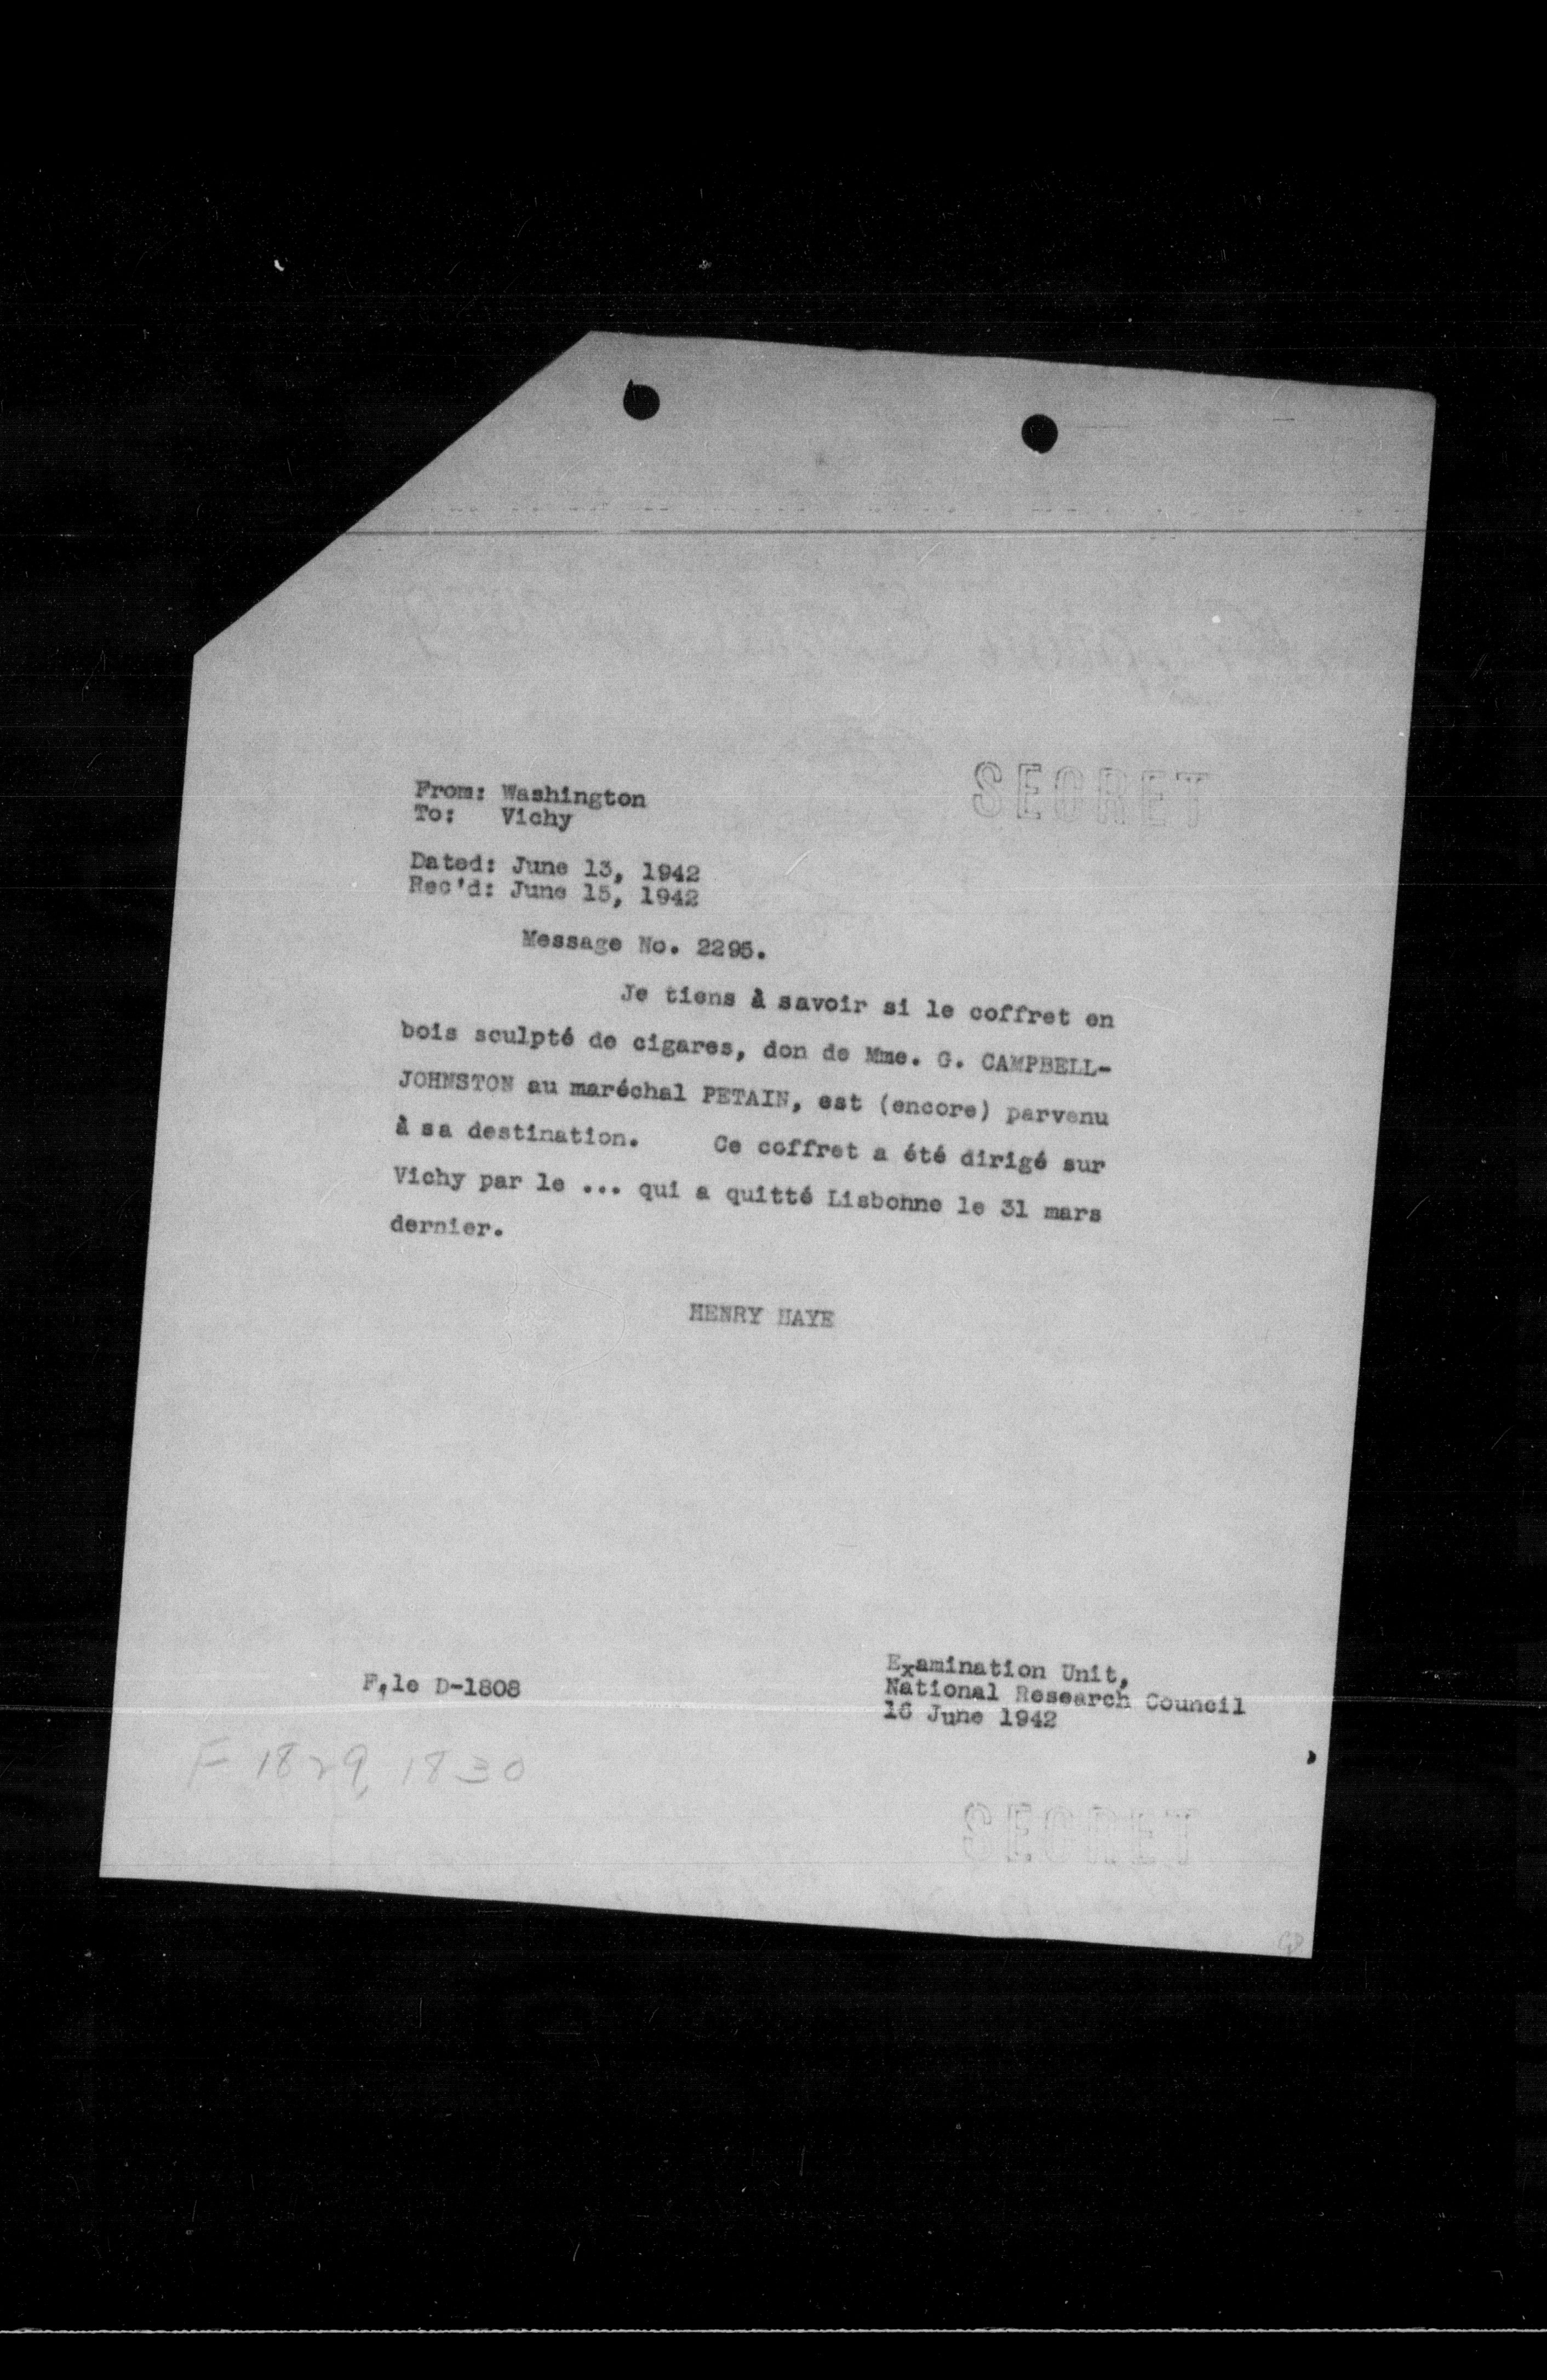 SECRET
From: Washington
To: Vichy
Dated: June 13, 1942
Rec'd: June 15, 1942
Message No. 2295.
Je tiens à savoir si le coffret en
bois sculpté de cigares, don de Mme. G. CAMPBELL-
JOHNSTON au maréchal PETAIN, est (encore) parvenu
à sa destination. Ce coffret a été dirigé sur
Vichy par le ... qui a quitté Lisbonne le 31 mars
dernier.
HENRY HAYE
F,le D-1808
Examination Unit,
National Research Council
16 June 1942
F 1829, 1830
SECRET